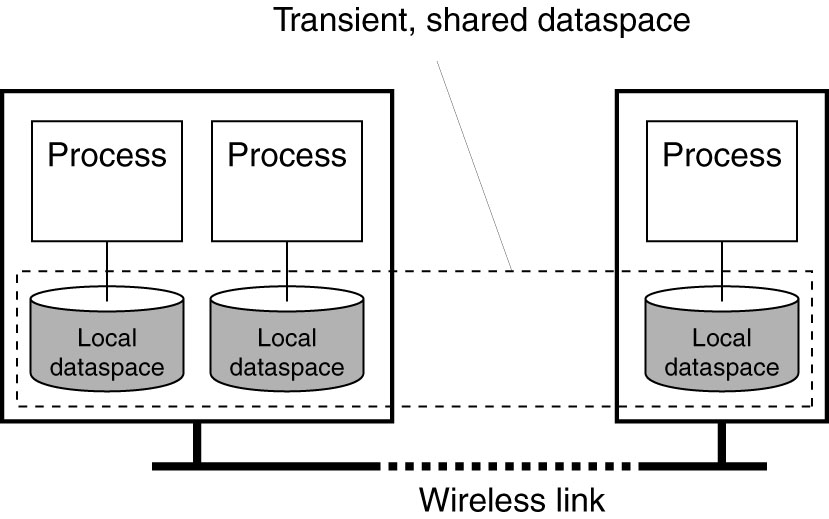 Transient, shared dataspace
Process
Process
Process
Local
dataspace
Local
dataspace
Local
dataspace
Wireless link